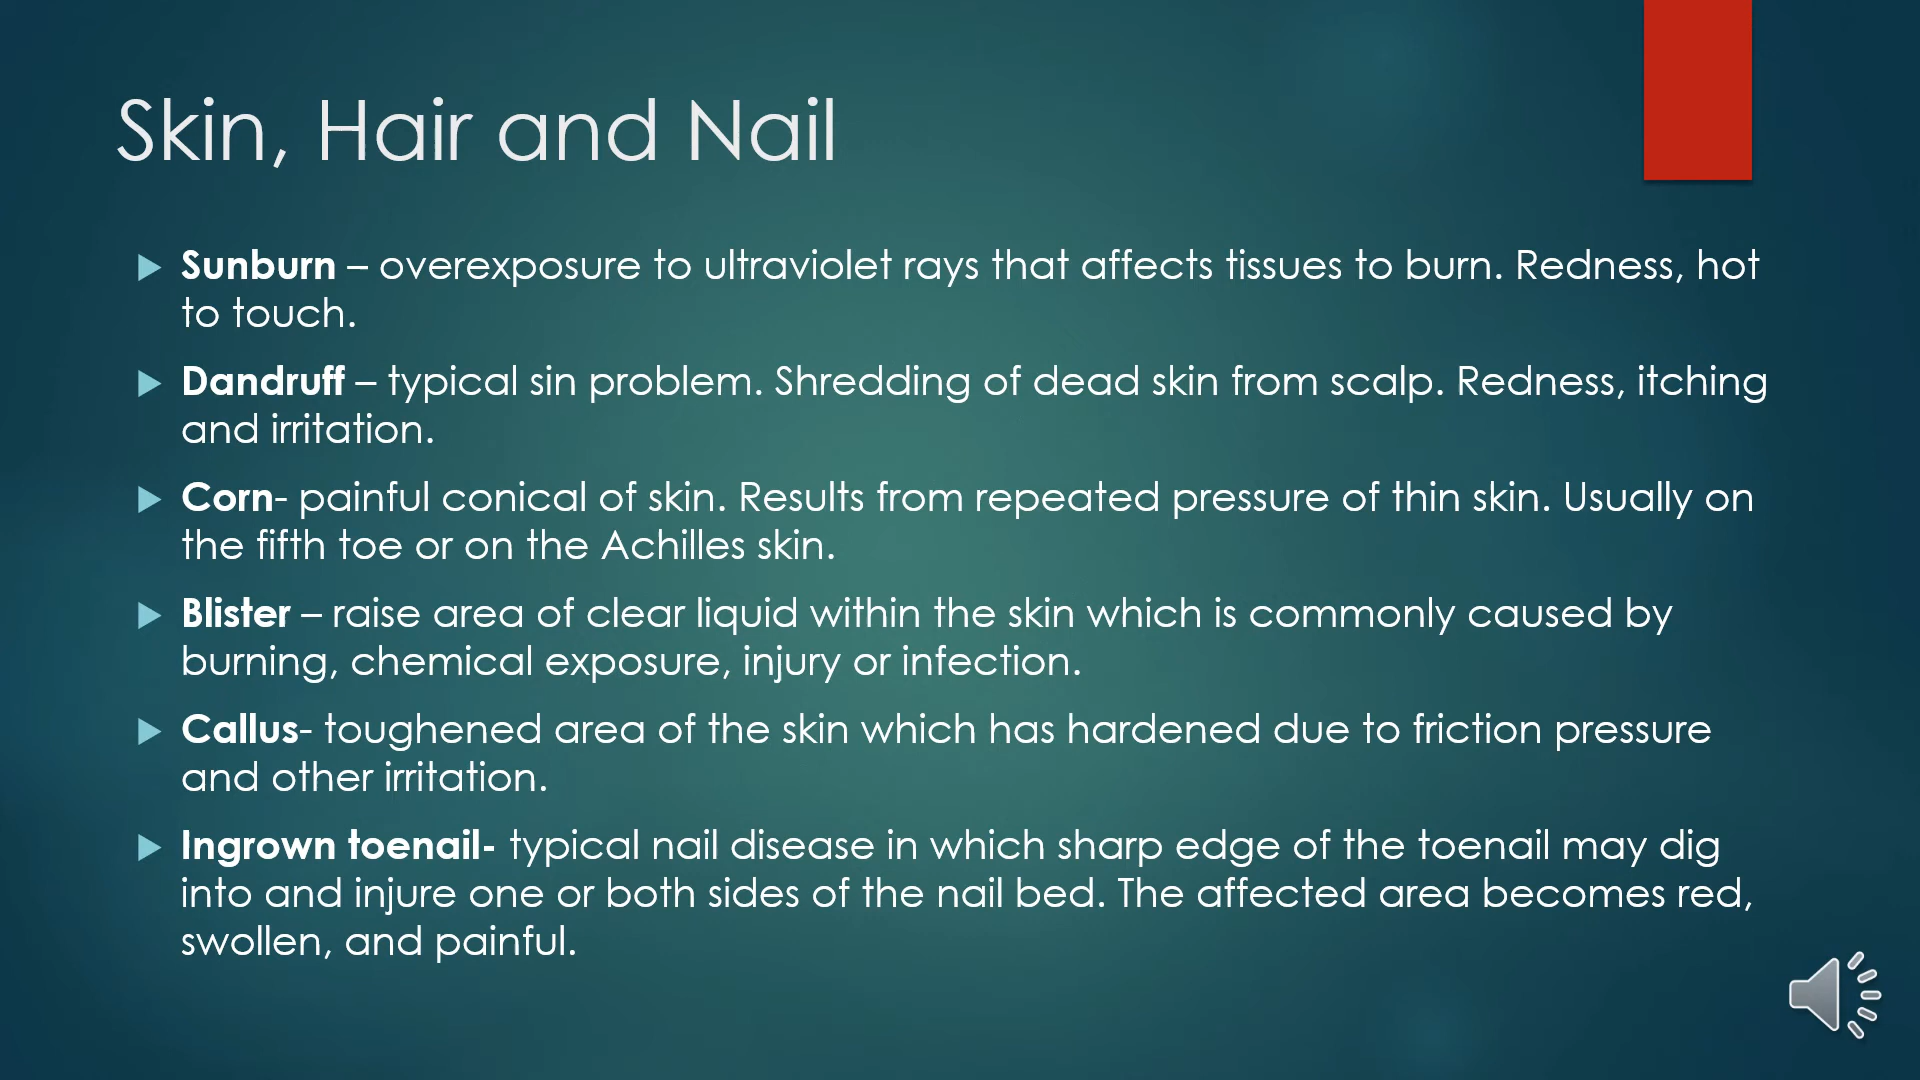 Skin, Hair and Nail
Sunburn – overexposure to ultraviolet rays that affects tissues to burn. Redness, hot
to touch.
Dandruff – typical sin problem. Shredding of dead skin from scalp. Redness, itching
and irritation.
Corn- painful conical of skin. Results from repeated pressure of thin skin. Usually on
the fifth toe or on the Achilles skin.
Blister – raise area of clear liquid within the skin which is commonly caused by
burning, chemical exposure, injury or infection.
Callus- toughened area of the skin which has hardened due to friction pressure
and other irritation.
Ingrown toenail- typical nail disease in which sharp edge of the toenail may dig
into and injure one or both sides of the nail bed. The affected area becomes red,
swollen, and painful.